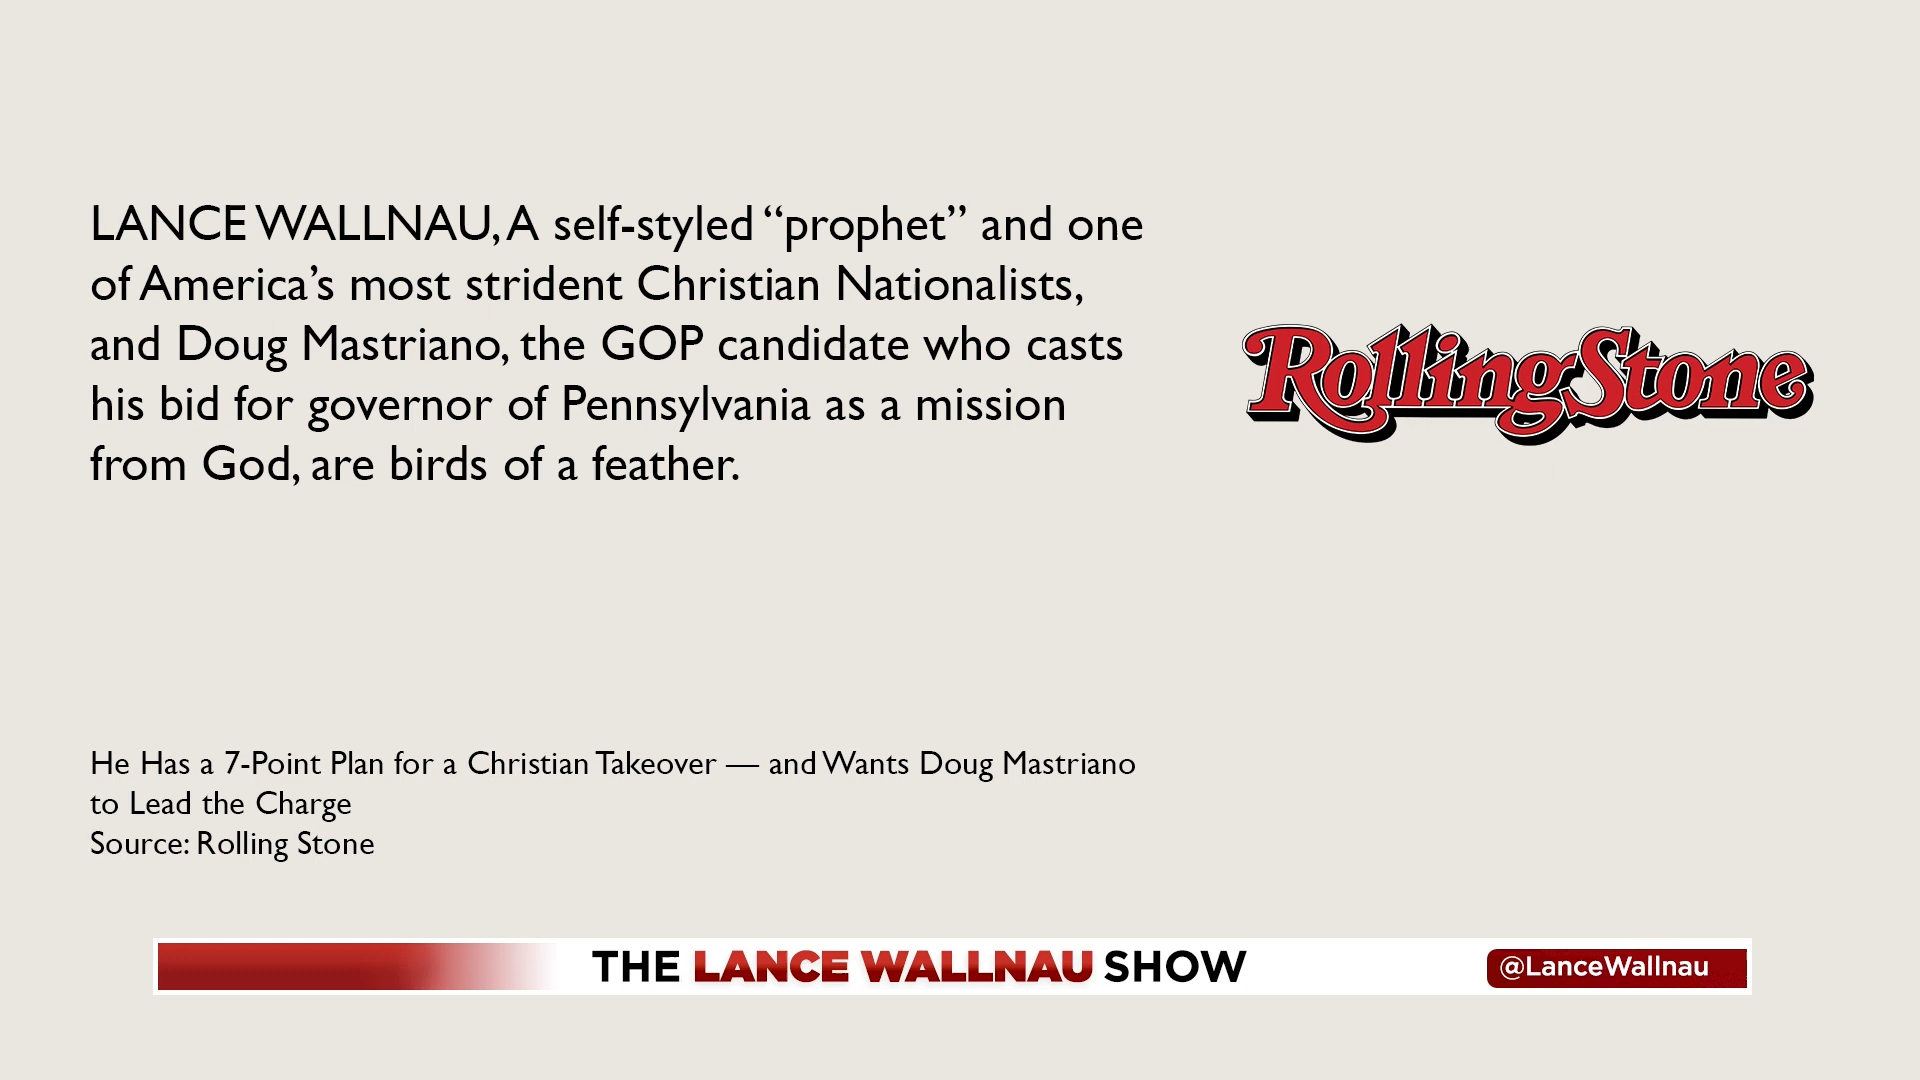 LANCE WALLNAU, A self-styled “prophet” and one
of America’s most strident Christian Nationalists,
and Doug Mastriano, the GOP candidate who casts
his bid for governor of Pennsylvania as a mission
from God, are birds of a feather.
RollingStone
He Has a 7-Point Plan for a Christian Takeover — and Wants Doug Mastriano
to Lead the Charge
Source: Rolling Stone
THE LANCE WALLNAU SHOW
@LanceWallnau